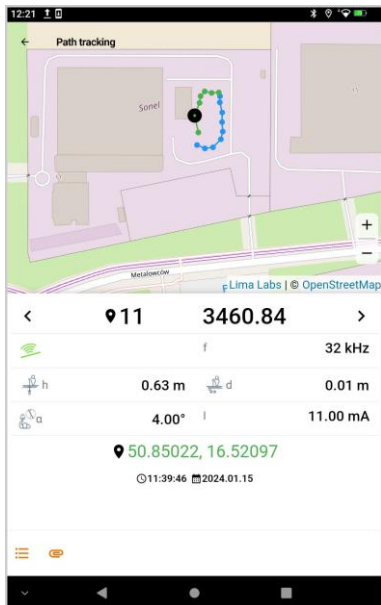 12:21
Path tracking
Sonel
Metalowców
+
−
Lima Labs | © OpenStreetMap
< 11 3460.84 >
f 32 kHz
h 0.63 m d 0.01 m
α 4.00° I 11.00 mA
50.85022, 16.52097
11:39:46 2024.01.15